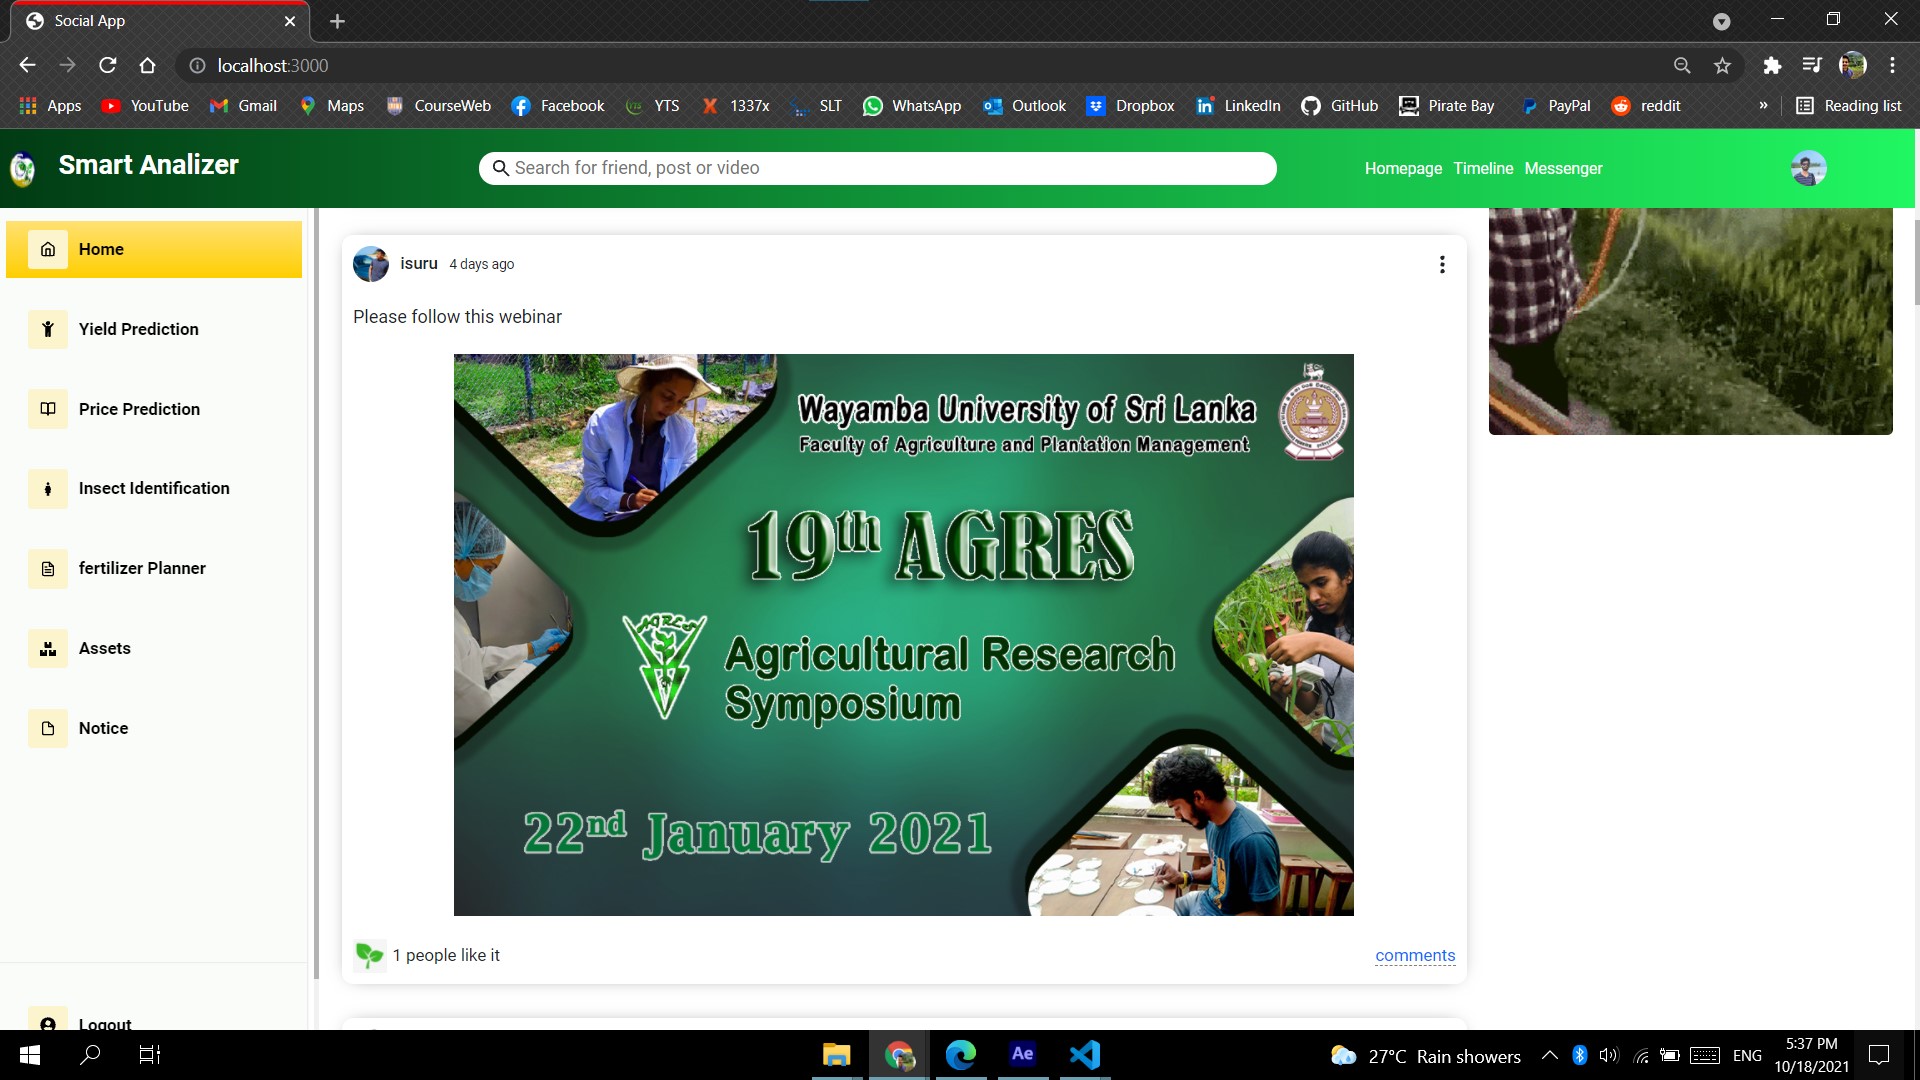 Social App
localhost:3000
Apps
YouTube
Gmail
Maps
CourseWeb
Facebook
YTS
1337x
SLT
WhatsApp
Outlook
Dropbox
LinkedIn
GitHub
Pirate Bay
PayPal
reddit
»
Reading list
Smart Analizer
Search for friend, post or video
Homepage
Timeline
Messenger
Home
Yield Prediction
Price Prediction
Insect Identification
fertilizer Planner
Assets
Notice
Logout
isuru 4 days ago
Please follow this webinar
Wayamba University of Sri Lanka
Faculty of Agriculture and Plantation Management
19th AGRES
AGRES
Agricultural Research
Symposium
22nd January 2021
1 people like it
comments
Ae
27°C Rain showers
ENG
5:37 PM
10/18/2021